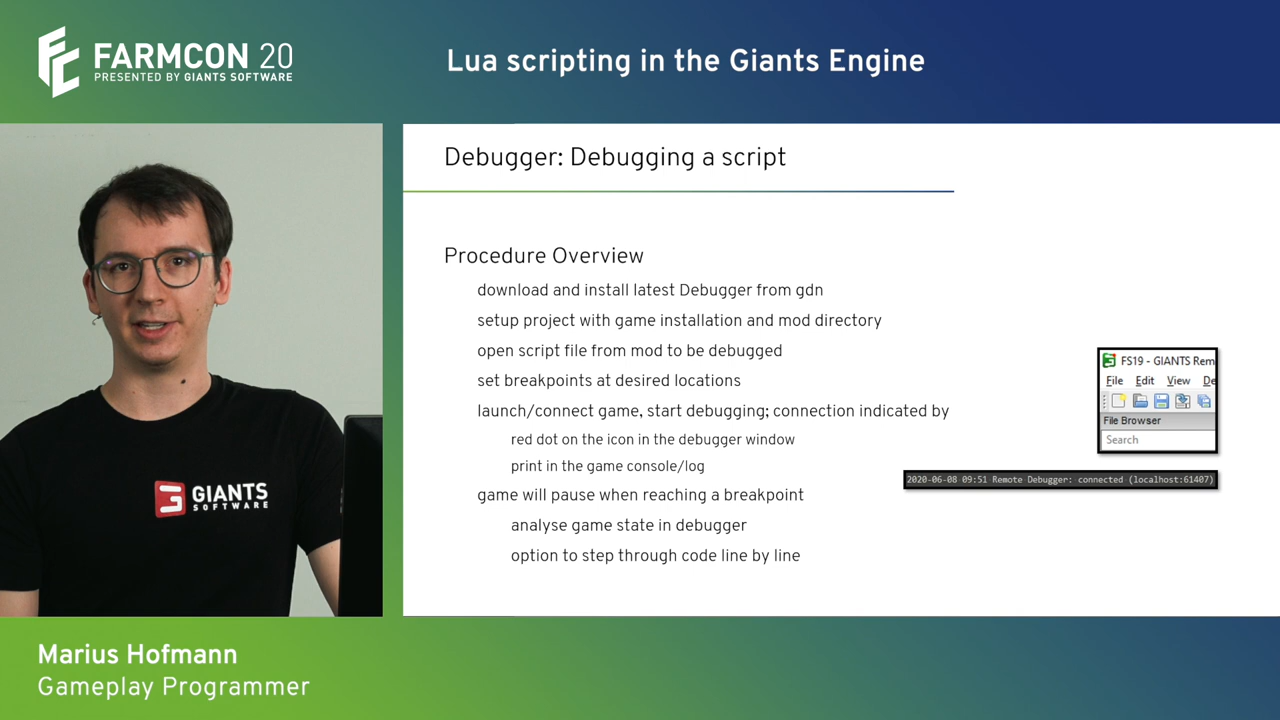 FARMCON 20
PRESENTED BY GIANTS SOFTWARE
Lua scripting in the Giants Engine
GIANTS
SOFTWARE
Debugger: Debugging a script
Procedure Overview
download and install latest Debugger from gdn
setup project with game installation and mod directory
open script file from mod to be debugged
set breakpoints at desired locations
launch/connect game, start debugging; connection indicated by
red dot on the icon in the debugger window
print in the game console/log
game will pause when reaching a breakpoint
analyse game state in debugger
option to step through code line by line
FS19 - GIANTS Rem
File Edit View De
File Browser
Search
2020-06-08 09:51 Remote Debugger: connected (localhost:61407)
Marius Hofmann
Gameplay Programmer